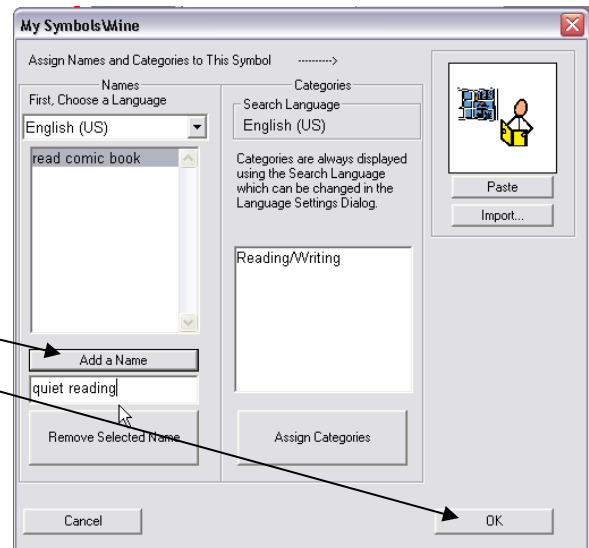 My Symbols\Mine
Assign Names and Categories to This Symbol ---------->
Names
First, Choose a Language
English (US)
read comic book
Add a Name
quiet reading
Remove Selected Name
Categories
Search Language
English (US)
Categories are always displayed
using the Search Language
which can be changed in the
Language Settings Dialog.
Reading/Writing
Assign Categories
Paste
Import...
Cancel
OK